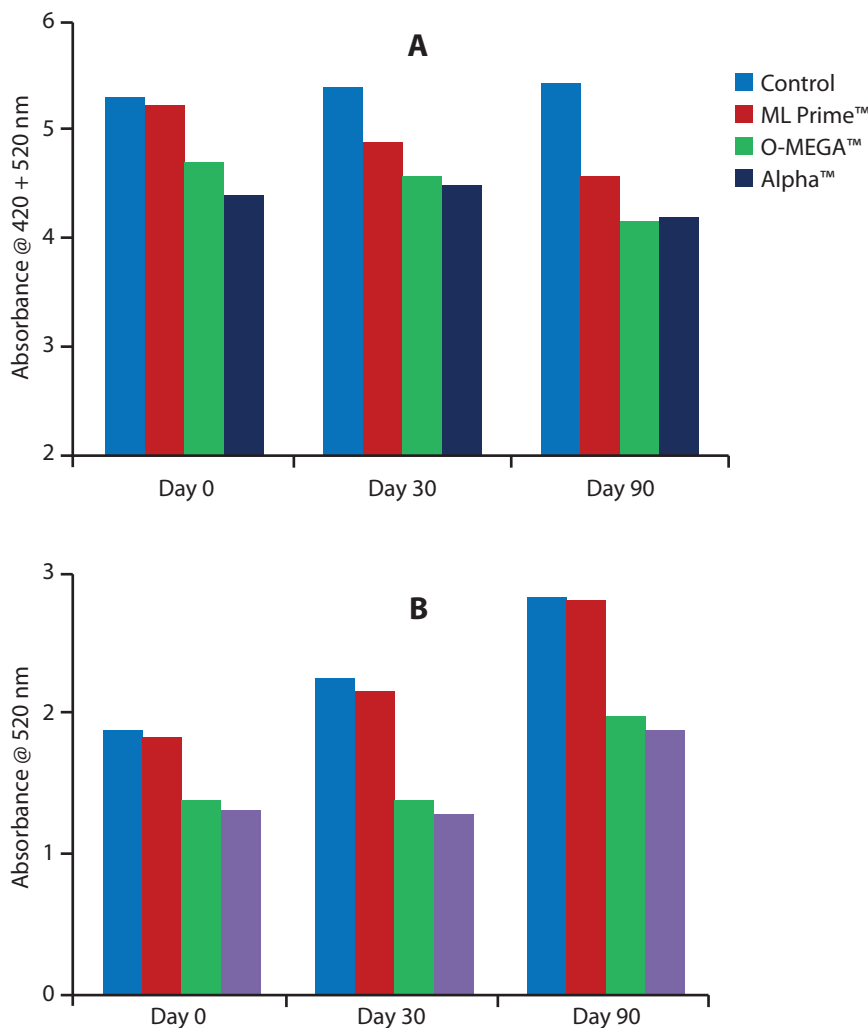 A
6
5
4
3
2
Absorbance @ 420 + 520 nm
Day 0 Day 30 Day 90
Control
ML Prime™
O-MEGA™
Alpha™
B
3
2
1
0
Absorbance @ 520 nm
Day 0 Day 30 Day 90